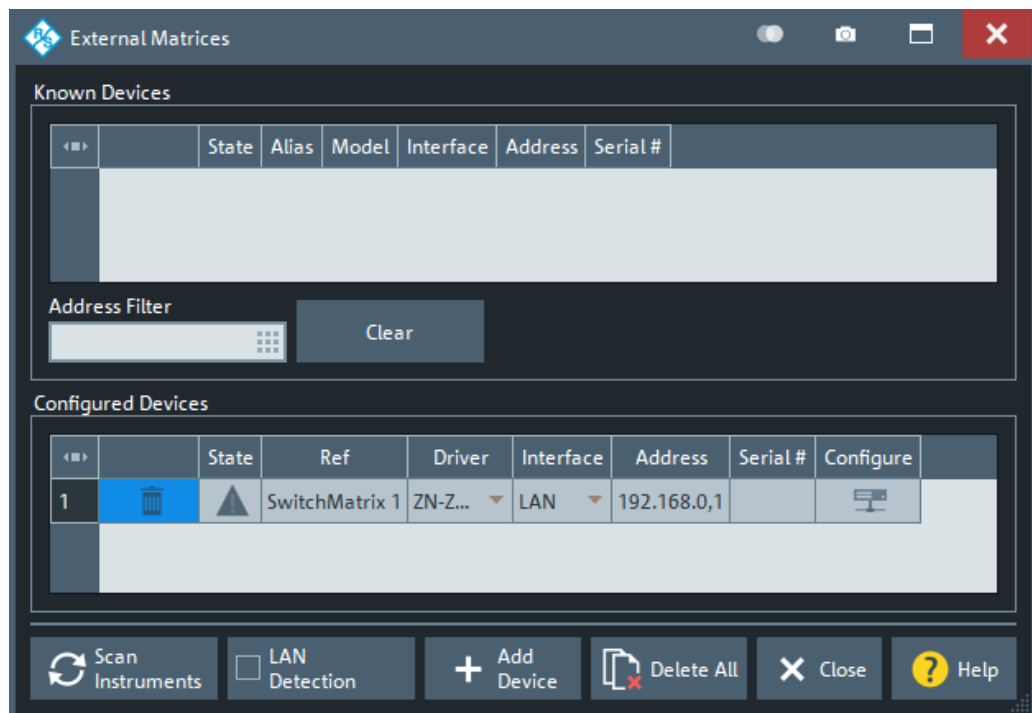 R&S External Matrices
Known Devices
State Alias Model Interface Address Serial #
Address Filter
Clear
Configured Devices
State Ref Driver Interface Address Serial # Configure
1 SwitchMatrix 1 ZN-Z... LAN 192.168.0,1
Scan Instruments
LAN Detection
Add Device
Delete All
Close
? Help